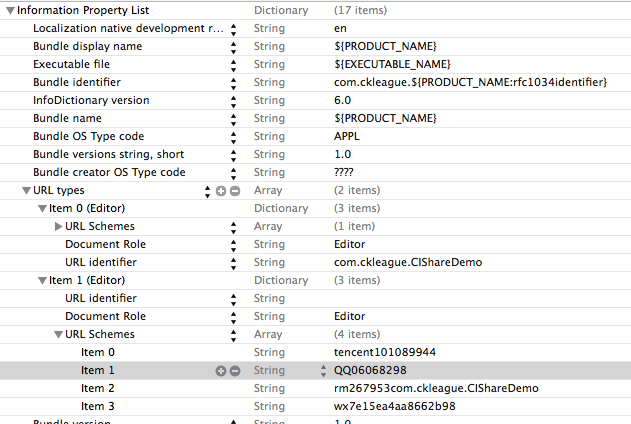 Information Property List Dictionary (17 items)
Localization native development r... String en
Bundle display name String ${PRODUCT_NAME}
Executable file String ${EXECUTABLE_NAME}
Bundle identifier String com.ckleague.${PRODUCT_NAME:rfc1034identifier}
InfoDictionary version String 6.0
Bundle name String ${PRODUCT_NAME}
Bundle OS Type code String APPL
Bundle versions string, short String 1.0
Bundle creator OS Type code String ????
URL types Array (2 items)
Item 0 (Editor) Dictionary (3 items)
URL Schemes Array (1 item)
Document Role String Editor
URL identifier String com.ckleague.CIShareDemo
Item 1 (Editor) Dictionary (3 items)
URL identifier String
Document Role String Editor
URL Schemes Array (4 items)
Item 0 String tencent101089944
Item 1 String QQ06068298
Item 2 String rm267953com.ckleague.CIShareDemo
Item 3 String wx7e15ea4aa8662b98
Bundle version String 1.0